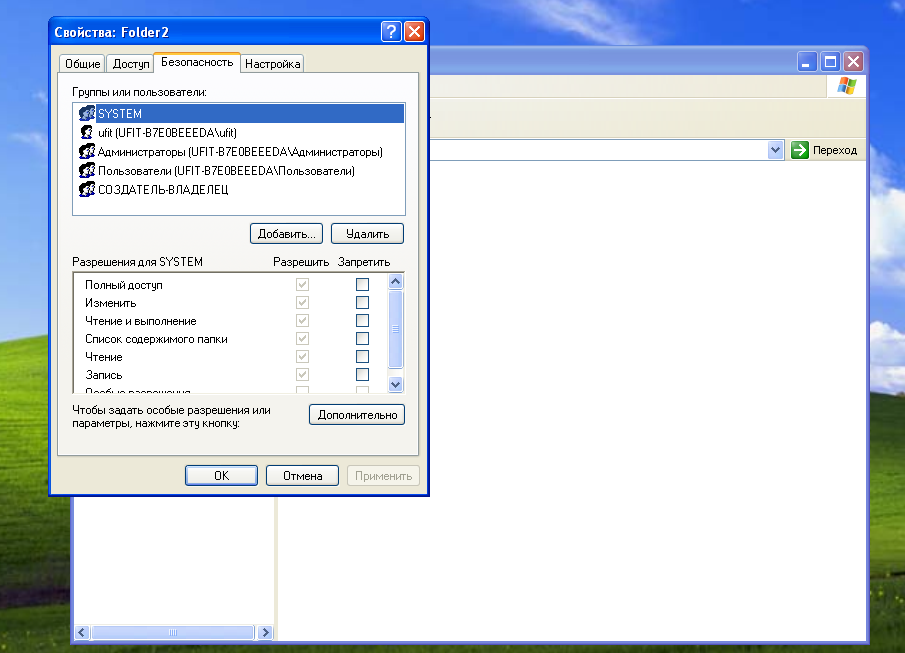 Свойства: Folder2
Общие Доступ Безопасность Настройка
Группы или пользователи:
SYSTEM
ufit (UFIT-B7E0BEEEDA\ufit)
Администраторы (UFIT-B7E0BEEEDA\Администраторы)
Пользователи (UFIT-B7E0BEEEDA\Пользователи)
СОЗДАТЕЛЬ-ВЛАДЕЛЕЦ
Добавить... Удалить
Разрешения для SYSTEM Разрешить Запретить
Полный доступ
Изменить
Чтение и выполнение
Список содержимого папки
Чтение
Запись
Особые разрешения
Чтобы задать особые разрешения или
параметры, нажмите эту кнопку:
Дополнительно
ОК Отмена Применить
Переход